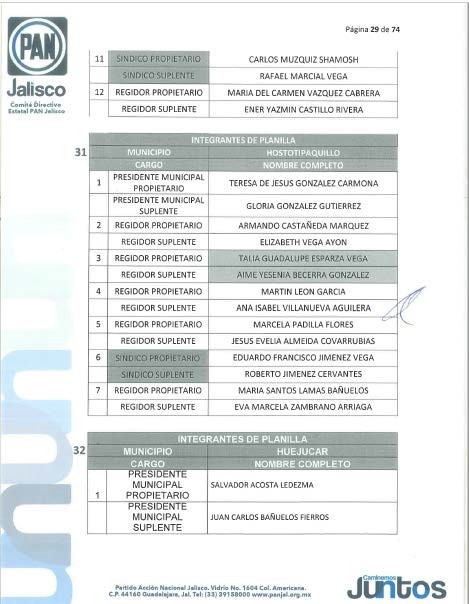 PAN
Jalisco
Comité Directivo
Estatal PAN Jalisco
Página 29 de 74
11 SINDICO PROPIETARIO CARLOS MUZQUIZ SHAMOSH
SINDICO SUPLENTE RAFAEL MARCIAL VEGA
12 REGIDOR PROPIETARIO MARIA DEL CARMEN VAZQUEZ CABRERA
REGIDOR SUPLENTE ENER YAZMIN CASTILLO RIVERA
INTEGRANTES DE PLANILLA
31 MUNICIPIO HOSTOTIPAQUILLO
CARGO NOMBRE COMPLETO
1 PRESIDENTE MUNICIPAL
PROPIETARIO TERESA DE JESUS GONZALEZ CARMONA
PRESIDENTE MUNICIPAL
SUPLENTE GLORIA GONZALEZ GUTIERREZ
2 REGIDOR PROPIETARIO ARMANDO CASTAÑEDA MARQUEZ
REGIDOR SUPLENTE ELIZABETH VEGA AYON
3 REGIDOR PROPIETARIO TALIA GUADALUPE ESPARZA VEGA
REGIDOR SUPLENTE AIME YESENIA BECERRA GONZALEZ
4 REGIDOR PROPIETARIO MARTIN LEON GARCIA
REGIDOR SUPLENTE ANA ISABEL VILLANUEVA AGUILERA
5 REGIDOR PROPIETARIO MARCELA PADILLA FLORES
REGIDOR SUPLENTE JESUS EVELIA ALMEIDA COVARRUBIAS
6 SINDICO PROPIETARIO EDUARDO FRANCISCO JIMENEZ VEGA
SINDICO SUPLENTE ROBERTO JIMENEZ CERVANTES
7 REGIDOR PROPIETARIO MARIA SANTOS LAMAS BAÑUELOS
REGIDOR SUPLENTE EVA MARCELA ZAMBRANO ARRIAGA
INTEGRANTES DE PLANILLA
32 MUNICIPIO HUEJUCAR
CARGO NOMBRE COMPLETO
1 PRESIDENTE
MUNICIPAL
PROPIETARIO SALVADOR ACOSTA LEDEZMA
PRESIDENTE
MUNICIPAL
SUPLENTE JUAN CARLOS BAÑUELOS FIERROS
Partido Acción Nacional Jalisco. Vidrio No. 1604 Col. Americana.
C.P. 44160 Guadalajara, Jal. Tel: (33) 39158000 www.panjal.org.mx
Caminemos
Juntos